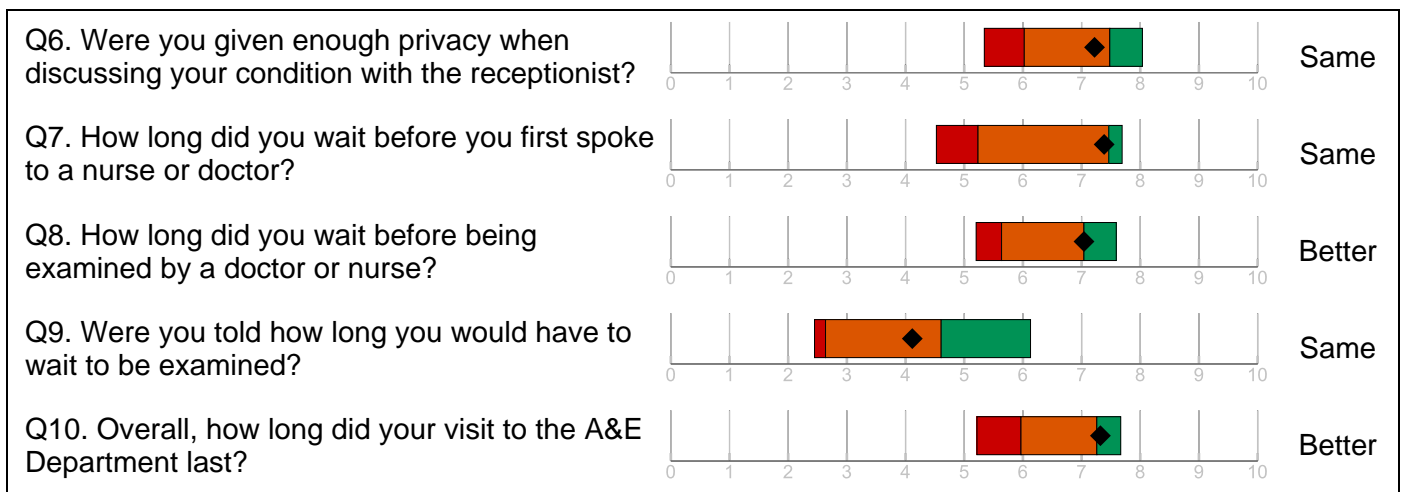 Q6. Were you given enough privacy when
discussing your condition with the receptionist?
0 1 2 3 4 5 6 7 8 9 10
Same
Q7. How long did you wait before you first spoke
to a nurse or doctor?
0 1 2 3 4 5 6 7 8 9 10
Same
Q8. How long did you wait before being
examined by a doctor or nurse?
0 1 2 3 4 5 6 7 8 9 10
Better
Q9. Were you told how long you would have to
wait to be examined?
0 1 2 3 4 5 6 7 8 9 10
Same
Q10. Overall, how long did your visit to the A&E
Department last?
0 1 2 3 4 5 6 7 8 9 10
Better